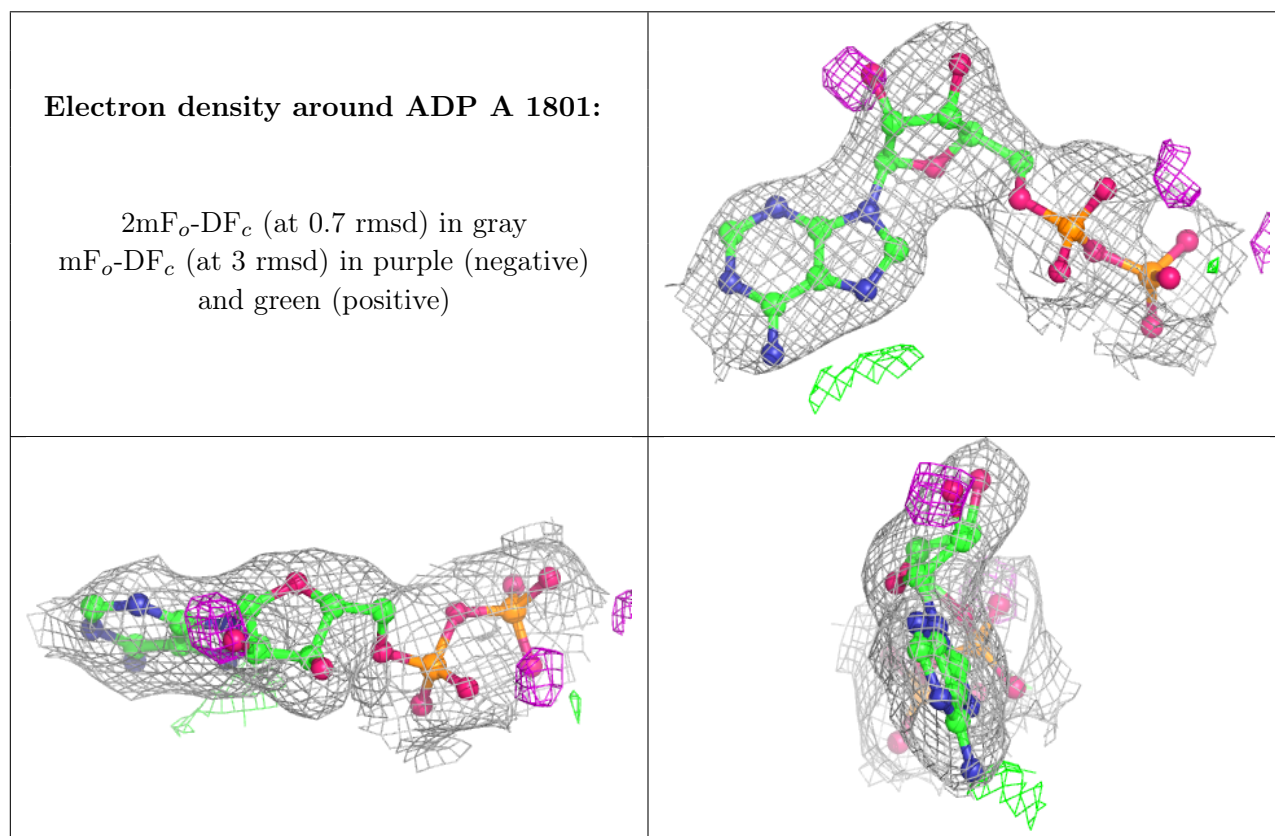 Electron density around ADP A 1801:
2mFₒ-DF𝒸 (at 0.7 rmsd) in gray
mFₒ-DF𝒸 (at 3 rmsd) in purple (negative)
and green (positive)